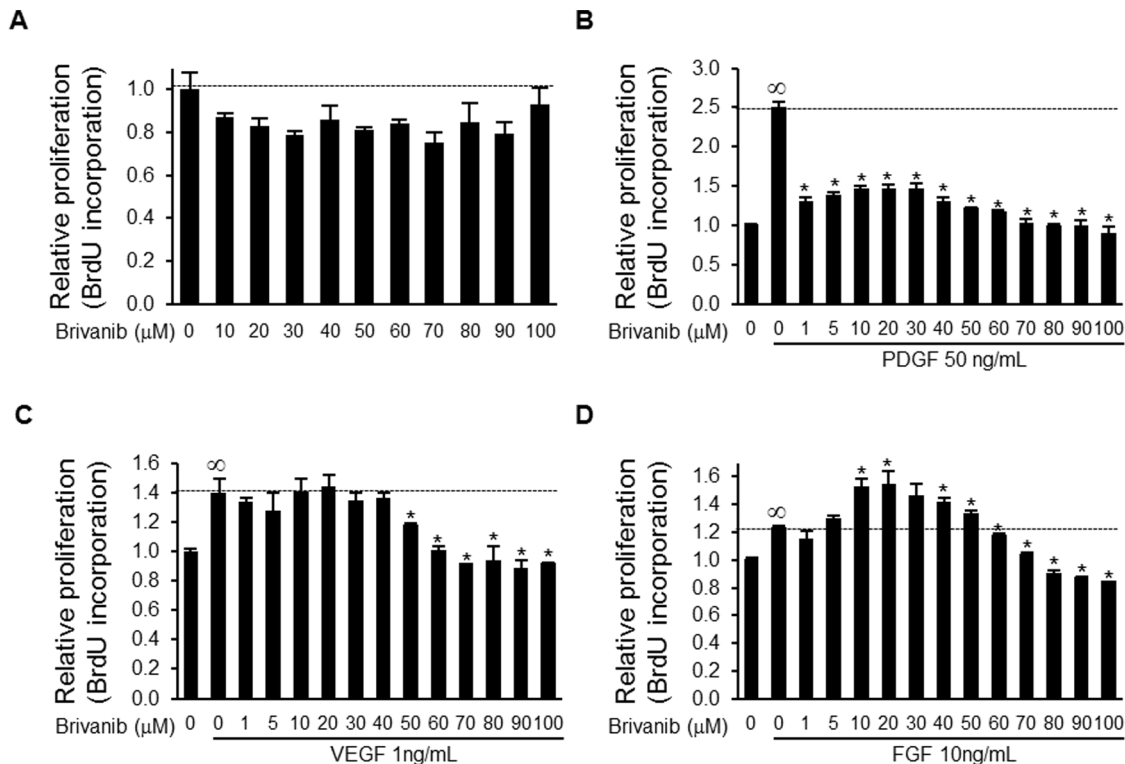 A
Relative proliferation
(BrdU incorporation)
1.0
0.8
0.6
0.4
0.2
0.0
Brivanib (µM) 0 10 20 30 40 50 60 70 80 90 100
B
Relative proliferation
(BrdU incorporation)
3.0
2.5
2.0
1.5
1.0
0.5
0.0
∞
* * * * * * * * * * * *
Brivanib (µM) 0 0 1 5 10 20 30 40 50 60 70 80 90 100
PDGF 50 ng/mL
C
Relative proliferation
(BrdU incorporation)
1.6
1.4
1.2
1.0
0.8
0.6
0.4
0.2
0.0
∞
* * * * * *
Brivanib (µM) 0 0 1 5 10 20 30 40 50 60 70 80 90 100
VEGF 1ng/mL
D
Relative proliferation
(BrdU incorporation)
1.6
1.4
1.2
1.0
0.8
0.6
0.4
0.2
0.0
∞
* * * * * * * * *
Brivanib (µM) 0 0 1 5 10 20 30 40 50 60 70 80 90 100
FGF 10ng/mL